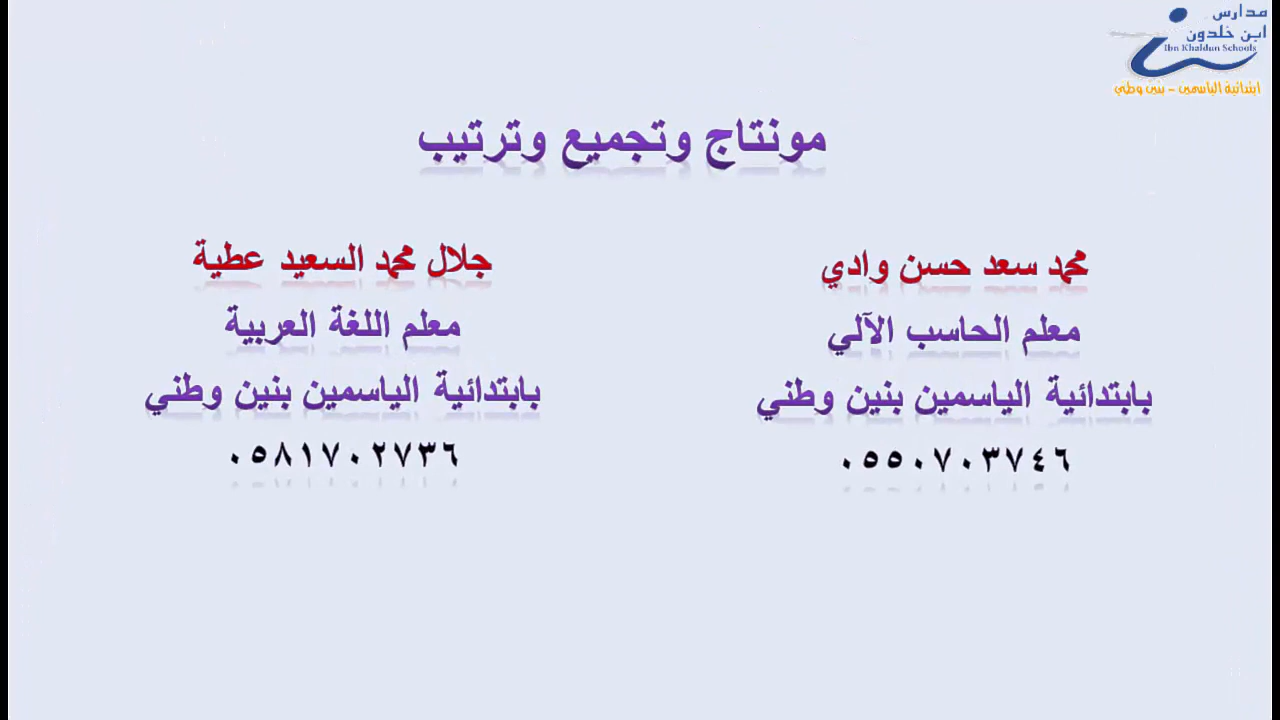 مدارس
ابن خلدون
Ibn Khaldun Schools
ابتدائية الياسمين - بنين وطني
مونتاج وتجميع وترتيب
محمد سعد حسن وادي
معلم الحاسب الآلي
بابتدائية الياسمين بنين وطني
٠٥٥٠٧٠٣٧٤٦
جلال محمد السعيد عطية
معلم اللغة العربية
بابتدائية الياسمين بنين وطني
٠٥٨١٧٠٢٧٣٦